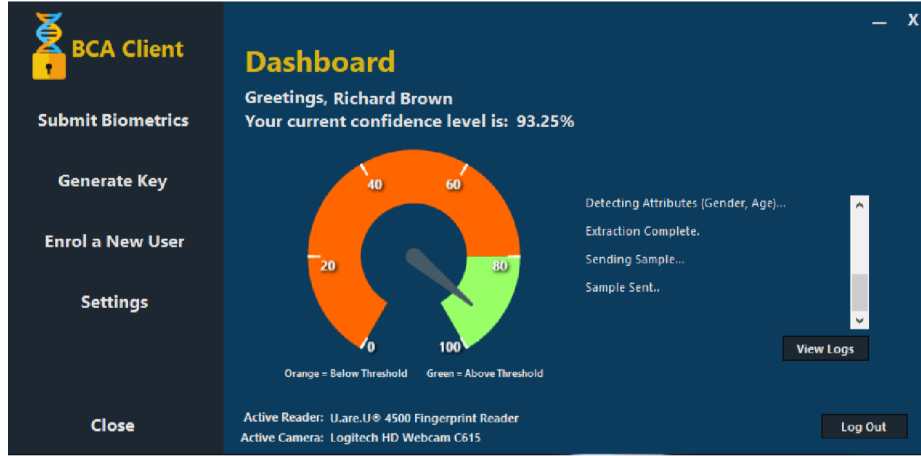 BCA Client
Submit Biometrics
Generate Key
Enrol a New User
Settings
Close
X
Dashboard
Greetings, Richard Brown
Your current confidence level is: 93.25%
40 60
20 80
0 100
Orange = Below Threshold Green = Above Threshold
Detecting Attributes (Gender, Age)...
Extraction Complete.
Sending Sample...
Sample Sent..
View Logs
Active Reader: U.are.U® 4500 Fingerprint Reader
Active Camera: Logitech HD Webcam C615
Log Out